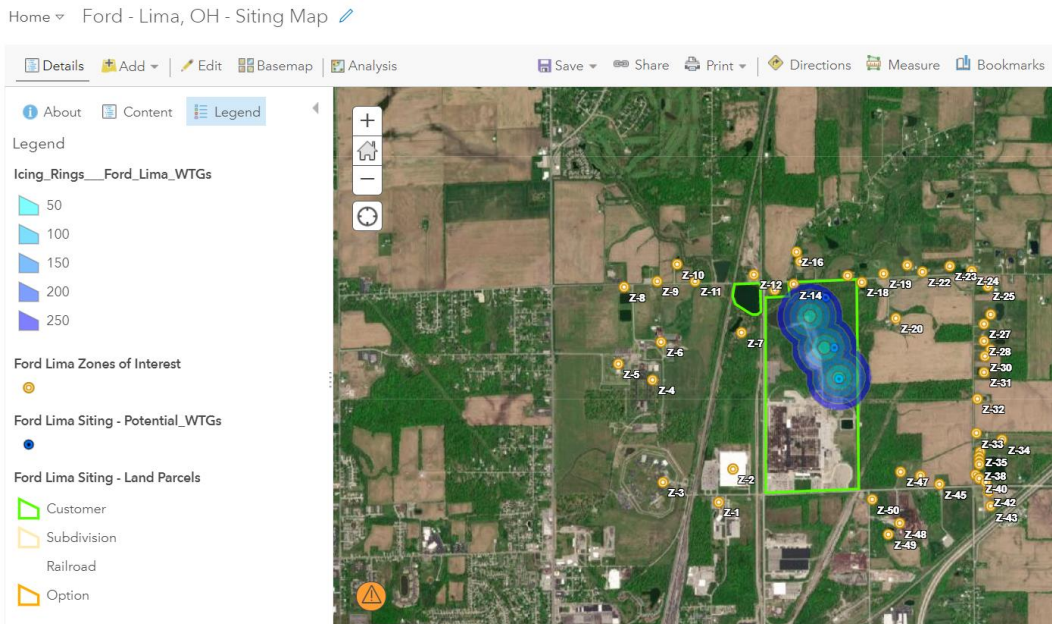 Home Ford - Lima, OH - Siting Map
Details Add Edit Basemap Analysis Save Share Print Directions Measure Bookmarks
About Content Legend
Legend
Icing_Rings___Ford_Lima_WTGs
50
100
150
200
250
Ford Lima Zones of Interest
Ford Lima Siting - Potential_WTGs
Ford Lima Siting - Land Parcels
Customer
Subdivision
Railroad
Option
+
−
Z-16
Z-10
Z-23
Z-8
Z-9
Z-11
Z-12
Z-19
Z-22
Z-24
Z-14
Z-18
Z-25
Z-20
Z-27
Z-7
Z-6
Z-28
Z-5
Z-30
Z-4
Z-31
Z-32
Z-33
Z-34
Z-35
Z-2
Z-38
Z-3
Z-47
Z-45
Z-40
Z-1
Z-50
Z-42
Z-43
Z-48
Z-49